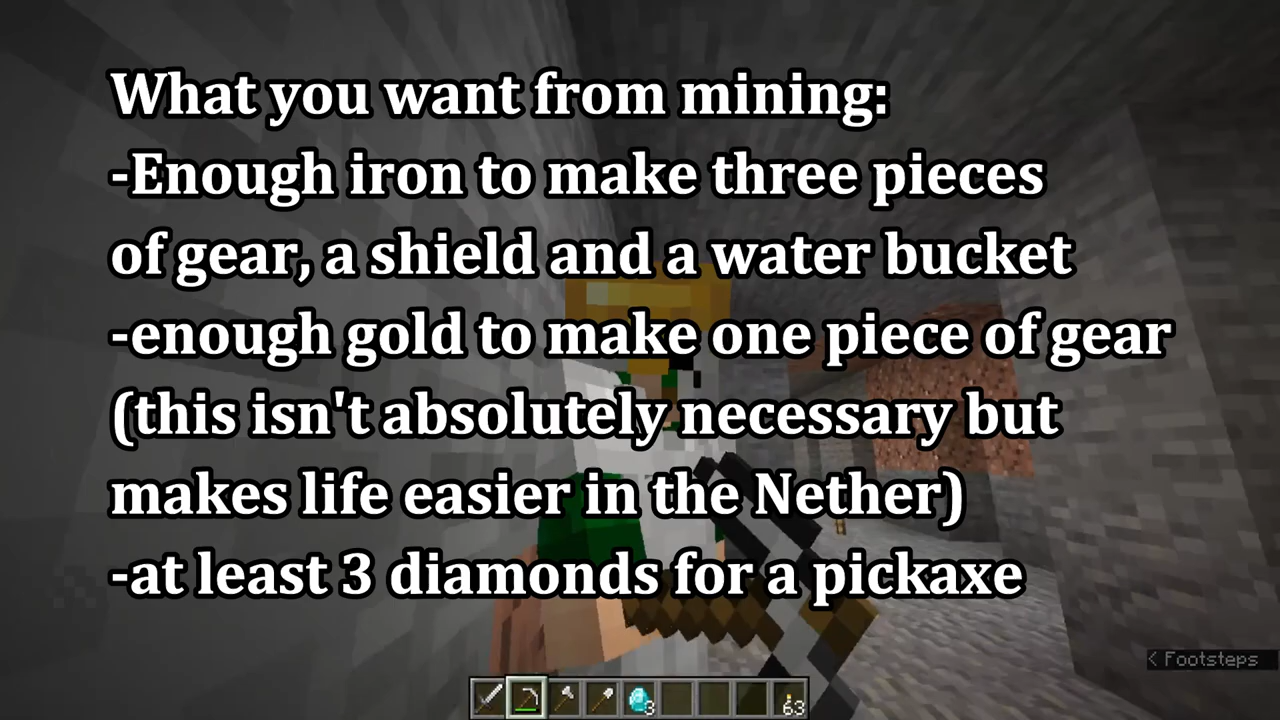 What you want from mining:
-Enough iron to make three pieces
of gear, a shield and a water bucket
-enough gold to make one piece of gear
(this isn't absolutely necessary but
makes life easier in the Nether)
-at least 3 diamonds for a pickaxe
< Footsteps
3
63